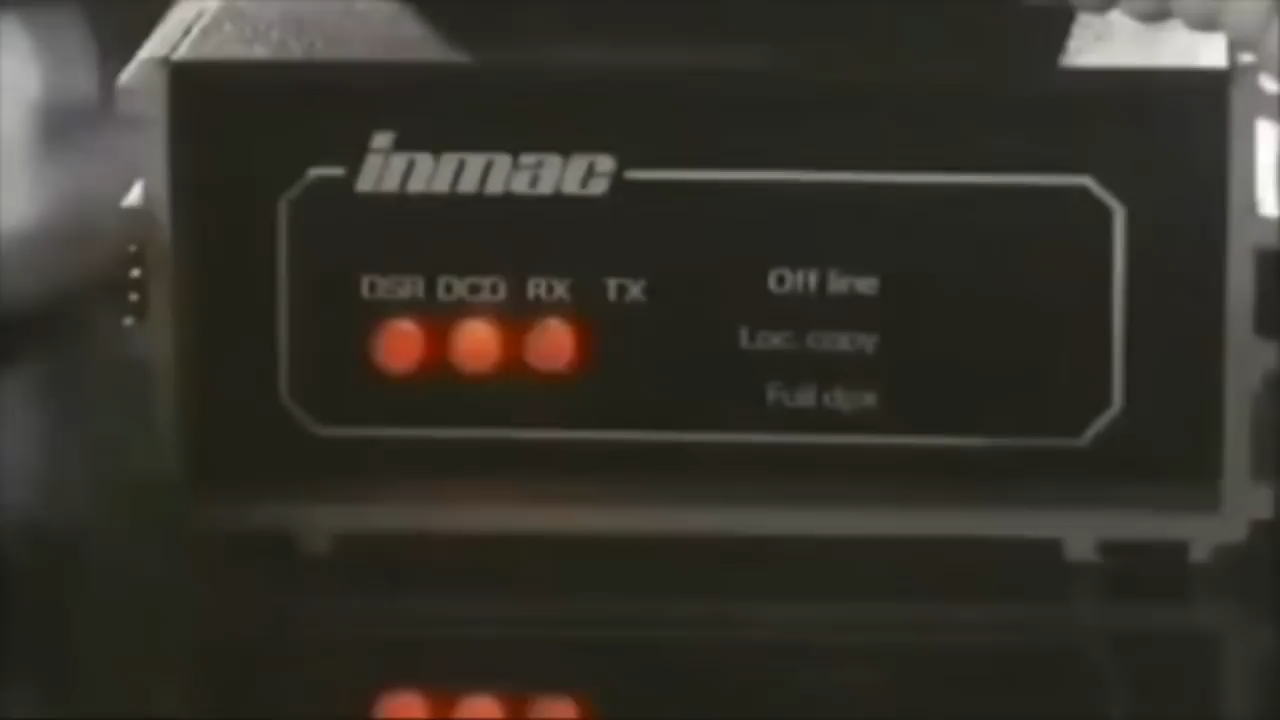 inmac
DSR DCD RX TX
Off line
Loc. copy
Full dpx